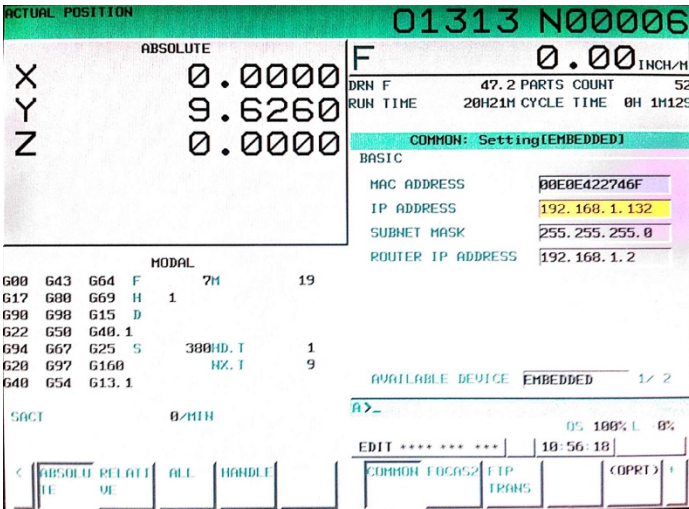 ACTUAL POSITION
O1313 N00006
ABSOLUTE
X 0.0000
Y 9.6260
Z 0.0000
F 0.00 INCH/M
DRN F 47.2 PARTS COUNT 52
RUN TIME 20H21M CYCLE TIME 0H 1M12S
COMMON: Setting[EMBEDDED]
BASIC
MAC ADDRESS 00E0E422746F
IP ADDRESS 192.168.1.132
SUBNET MASK 255.255.255.0
ROUTER IP ADDRESS 192.168.1.2
MODAL
G00 G43 G64 F 7M 19
G17 G80 G69 H 1
G90 G98 G15 D
G22 G50 G40.1
G94 G67 G25 S 380HD.T 1
G20 G97 G160 NX.T 9
G40 G54 G13.1
SACT 0/MIN
AVAILABLE DEVICE EMBEDDED 1/ 2
A>_
OS 100% L 0%
EDIT **** *** *** 10:56:18
< ABSOLU RELATI ALL HANDLE
TE VE
COMMON FOCAS2 FTP (OPRT) +
TRANS